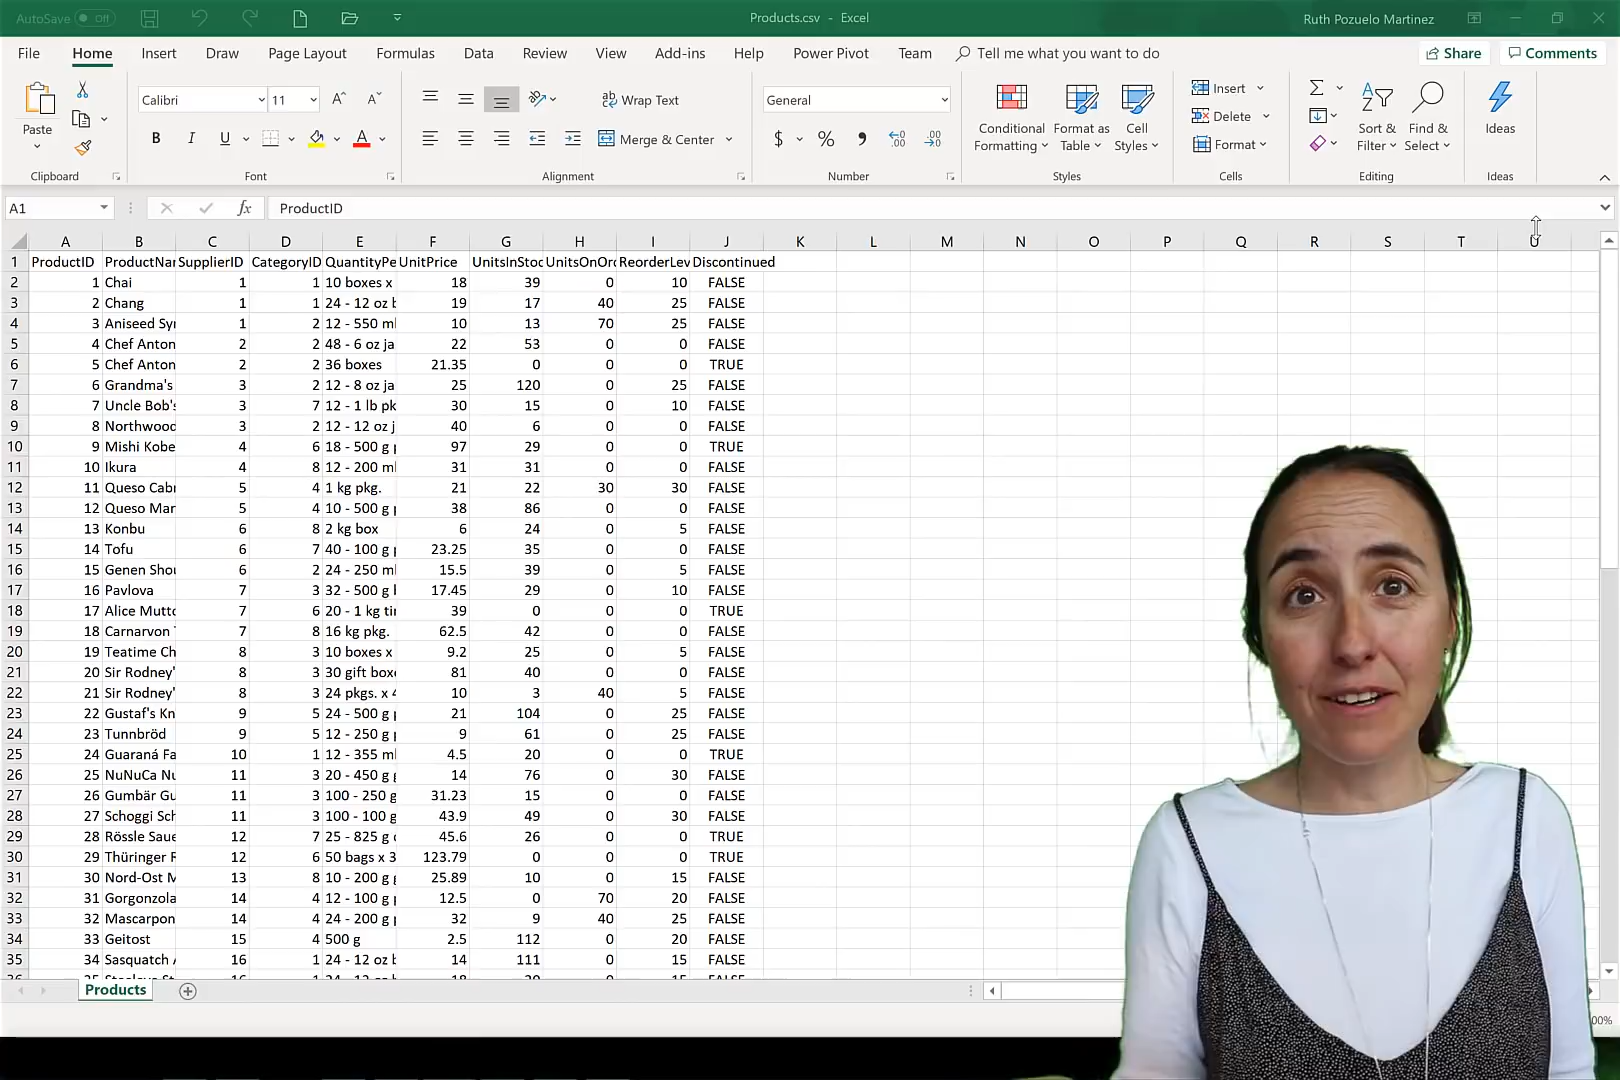 AutoSave Off
Products.csv - Excel
Ruth Pozuelo Martinez
File Home Insert Draw Page Layout Formulas Data Review View Add-ins Help Power Pivot Team Tell me what you want to do Share Comments
Calibri 11 Wrap Text General Insert
Paste B I U Merge & Center $ % , Conditional Formatting Format as Table Cell Styles Delete Format Sort & Filter Find & Select Ideas
Clipboard Font Alignment Number Styles Cells Editing Ideas
A1 fx ProductID
A B C D E F G H I J K L M N O P Q R S T U
1 ProductID ProductNa SupplierID CategoryID QuantityPe UnitPrice UnitsInStoc UnitsOnOrd ReorderLev Discontinued
2 1 Chai 1 1 10 boxes x 18 39 0 10 FALSE
3 2 Chang 1 1 24 - 12 oz b 19 17 40 25 FALSE
4 3 Aniseed Syr 1 2 12 - 550 ml 10 13 70 25 FALSE
5 4 Chef Anton 2 2 48 - 6 oz ja 22 53 0 0 FALSE
6 5 Chef Anton 2 2 36 boxes 21.35 0 0 0 TRUE
7 6 Grandma's 3 2 12 - 8 oz ja 25 120 0 25 FALSE
8 7 Uncle Bob's 3 7 12 - 1 lb pk 30 15 0 10 FALSE
9 8 Northwood 3 2 12 - 12 oz j 40 6 0 0 FALSE
10 9 Mishi Kobe 4 6 18 - 500 g p 97 29 0 0 TRUE
11 10 Ikura 4 8 12 - 200 ml 31 31 0 0 FALSE
12 11 Queso Cabr 5 4 1 kg pkg. 21 22 30 30 FALSE
13 12 Queso Man 5 4 10 - 500 g p 38 86 0 0 FALSE
14 13 Konbu 6 8 2 kg box 6 24 0 5 FALSE
15 14 Tofu 6 7 40 - 100 g p 23.25 35 0 0 FALSE
16 15 Genen Shou 6 2 24 - 250 ml 15.5 39 0 5 FALSE
17 16 Pavlova 7 3 32 - 500 g b 17.45 29 0 10 FALSE
18 17 Alice Mutto 7 6 20 - 1 kg tin 39 0 0 0 TRUE
19 18 Carnarvon T 7 8 16 kg pkg. 62.5 42 0 0 FALSE
20 19 Teatime Ch 8 3 10 boxes x 9.2 25 0 5 FALSE
21 20 Sir Rodney' 8 3 30 gift boxe 81 40 0 0 FALSE
22 21 Sir Rodney' 8 3 24 pkgs. x 4 10 3 40 5 FALSE
23 22 Gustaf's Kn 9 5 24 - 500 g p 21 104 0 25 FALSE
24 23 Tunnbröd 9 5 12 - 250 g p 9 61 0 25 FALSE
25 24 Guaraná Fa 10 1 12 - 355 ml 4.5 20 0 0 TRUE
26 25 NuNuCa Nu 11 3 20 - 450 g g 14 76 0 30 FALSE
27 26 Gumbär Gu 11 3 100 - 250 g 31.23 15 0 0 FALSE
28 27 Schoggi Sch 11 3 100 - 100 g 43.9 49 0 30 FALSE
29 28 Rössle Saue 12 7 25 - 825 g c 45.6 26 0 0 TRUE
30 29 Thüringer R 12 6 50 bags x 3 123.79 0 0 0 TRUE
31 30 Nord-Ost M 13 8 10 - 200 g g 25.89 10 0 15 FALSE
32 31 Gorgonzola 14 4 12 - 100 g p 12.5 0 70 20 FALSE
33 32 Mascarpon 14 4 24 - 200 g p 32 9 40 25 FALSE
34 33 Geitost 15 4 500 g 2.5 112 0 20 FALSE
35 34 Sasquatch A 16 1 24 - 12 oz b 14 111 0 15 FALSE
Products
00%